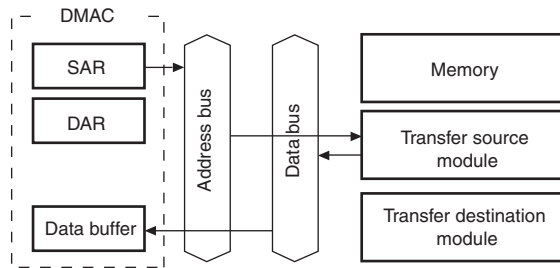 DMAC
SAR
DAR
Data buffer
Address bus
Data bus
Memory
Transfer source
module
Transfer destination
module